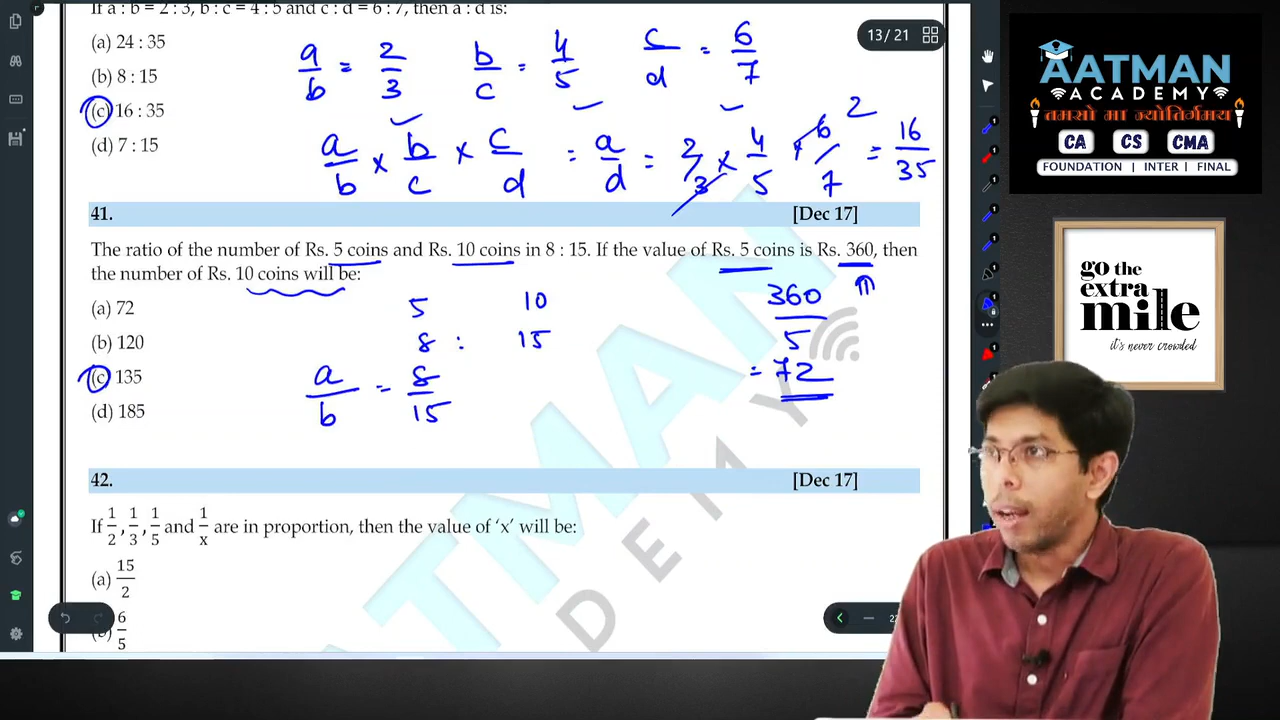 If a : b = 2 : 3, b : c = 4 : 5 and c : d = 6 : 7, then a : d is:
(a) 24 : 35
(b) 8 : 15
(c) 16 : 35
(d) 7 : 15
a/b = 2/3 b/c = 4/5 c/d = 6/7
a/b × b/c × c/d = a/d = 2/3 × 4/5 × 6/7 = 16/35
2
13 / 21
41. [Dec 17]
The ratio of the number of Rs. 5 coins and Rs. 10 coins in 8 : 15. If the value of Rs. 5 coins is Rs. 360, then
the number of Rs. 10 coins will be:
(a) 72
(b) 120
(c) 135
(d) 185
5 10
8 : 15
a/b = 8/15
360/5
= 72
42. [Dec 17]
If 1/2, 1/3, 1/5 and 1/x are in proportion, then the value of ‘x’ will be:
(a) 15/2
6/5
AATMAN
ACADEMY
तमसो मा ज्योतिर्गमय
CA CS CMA
FOUNDATION | INTER | FINAL
go the
extra
mile
it's never crowded